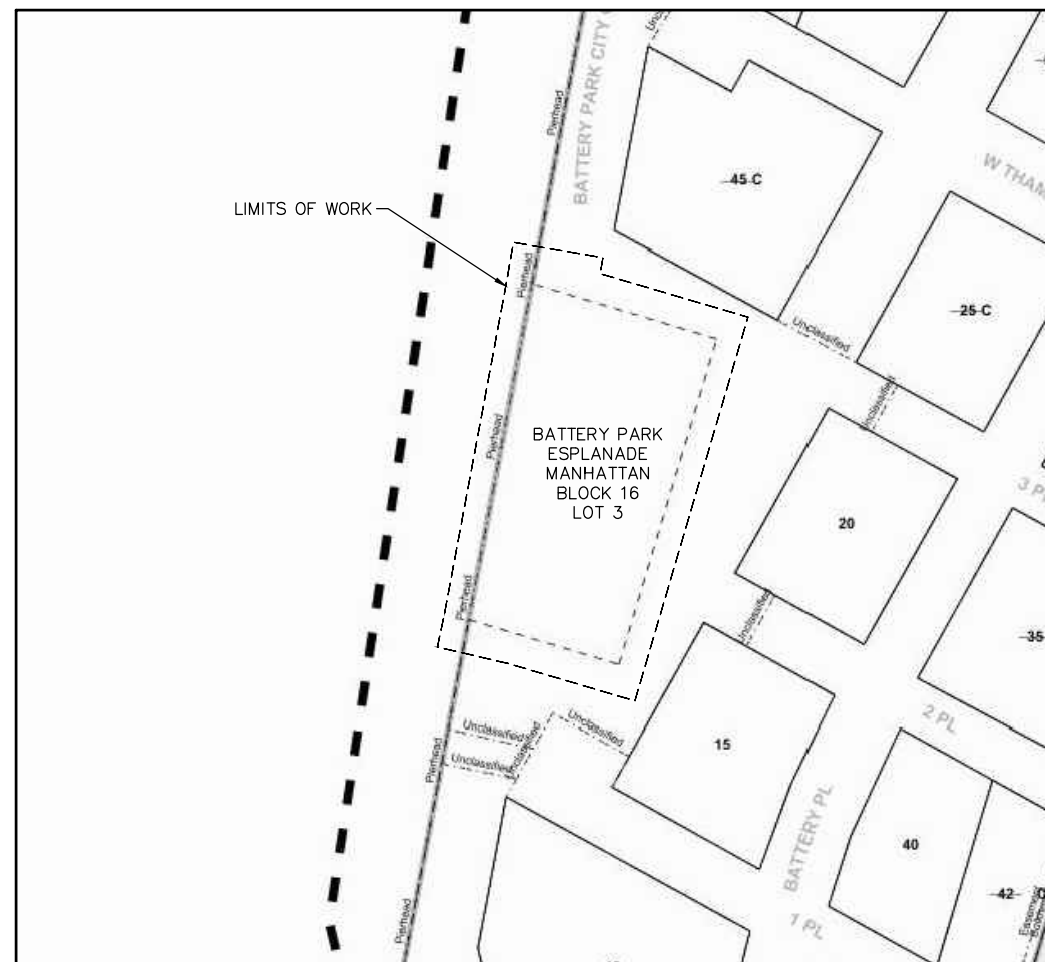 BATTERY PARK CITY
Pierhead
45 C
W THAM
LIMITS OF WORK
Pierhead
Unclassified
25 C
Unclassified
Pierhead
BATTERY PARK
ESPLANADE
MANHATTAN
BLOCK 16
LOT 3
3 PL
20
Pierhead
Unclassified
35
2 PL
Unclassified
Unclassified
Unclassified
Unclassified
Pierhead
15
BATTERY PL
40
42
1 PL
Pierhead
Easement